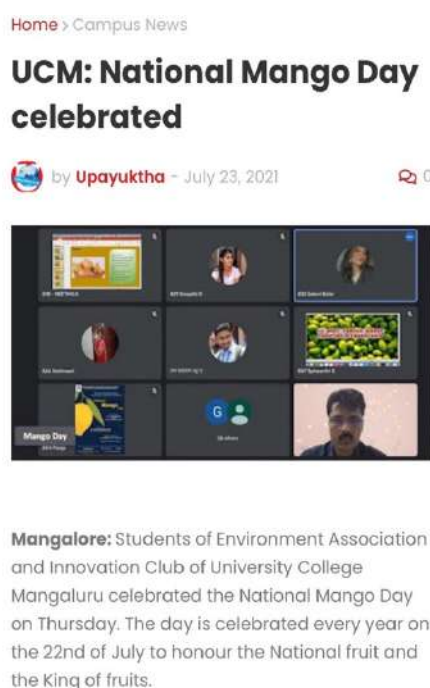 Home > Campus News
UCM: National Mango Day
celebrated
by Upayuktha - July 23, 2021
0
Mango Day
G
Mangalore: Students of Environment Association
and Innovation Club of University College
Mangaluru celebrated the National Mango Day
on Thursday. The day is celebrated every year on
the 22nd of July to honour the National fruit and
the King of fruits.